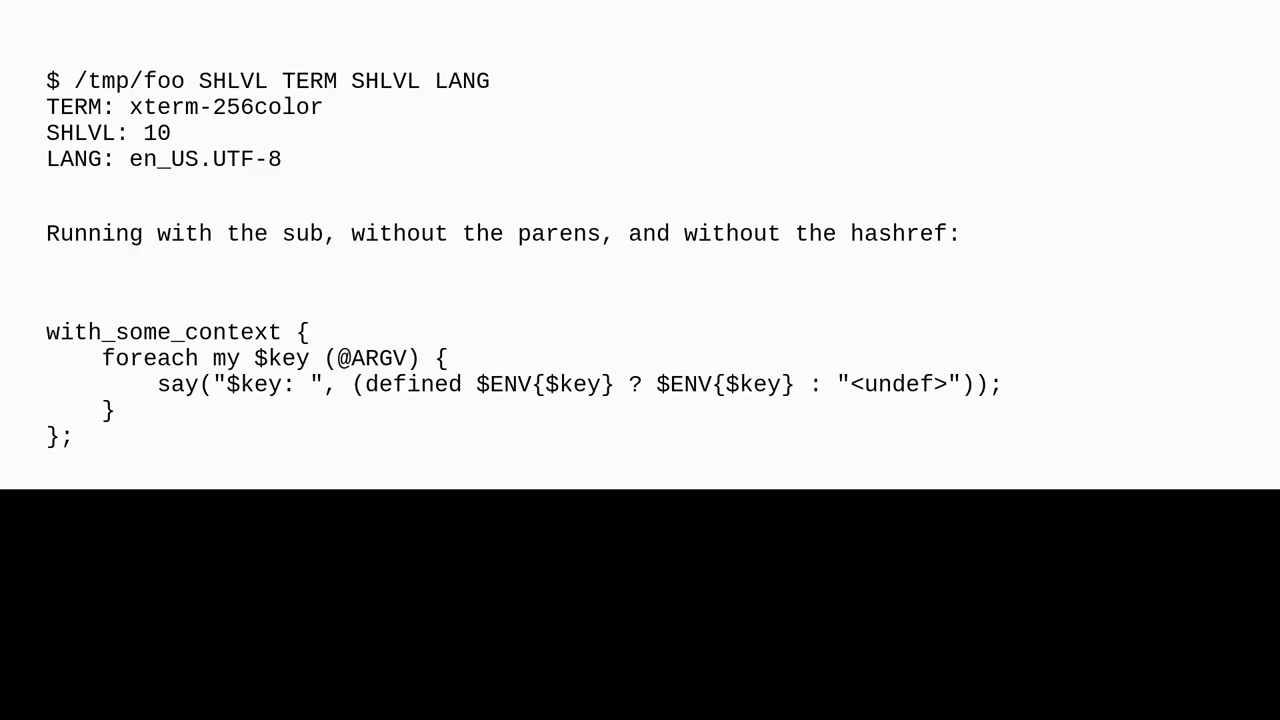 $ /tmp/foo SHLVL TERM SHLVL LANG
TERM: xterm-256color
SHLVL: 10
LANG: en_US.UTF-8
Running with the sub, without the parens, and without the hashref:
with_some_context {
    foreach my $key (@ARGV) {
        say("$key: ", (defined $ENV{$key} ? $ENV{$key} : "<undef>"));
    }
};